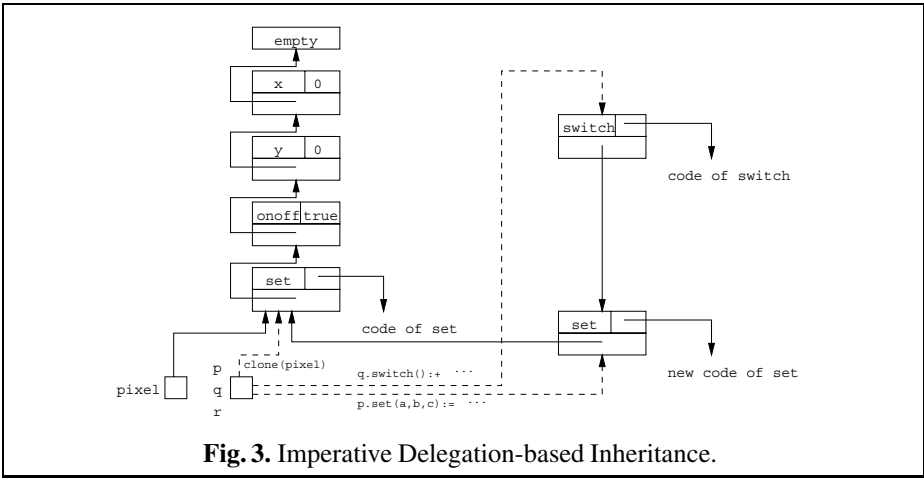 empty
x 0
y 0
onoff true
set
code of set
switch
code of switch
set
new code of set
pixel
p
q
r
clone(pixel)
q.switch():+ ···
p.set(a,b,c):= ···
Fig. 3. Imperative Delegation-based Inheritance.